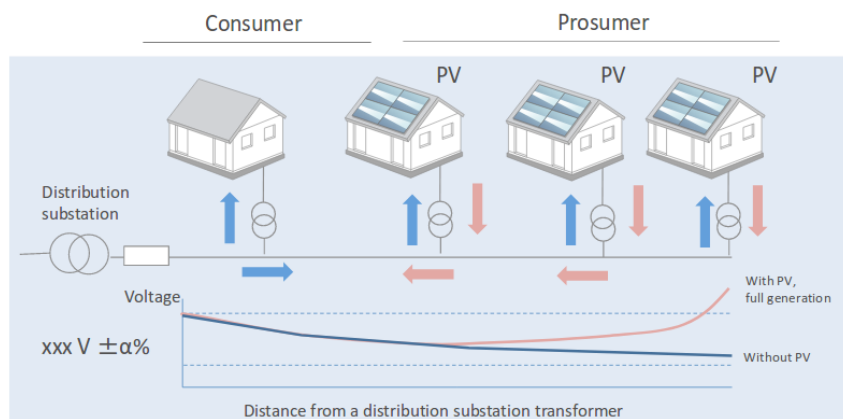 Consumer
Prosumer
PV
PV
PV
Distribution
substation
Voltage
With PV,
full generation
xxx V ±α%
Without PV
Distance from a distribution substation transformer